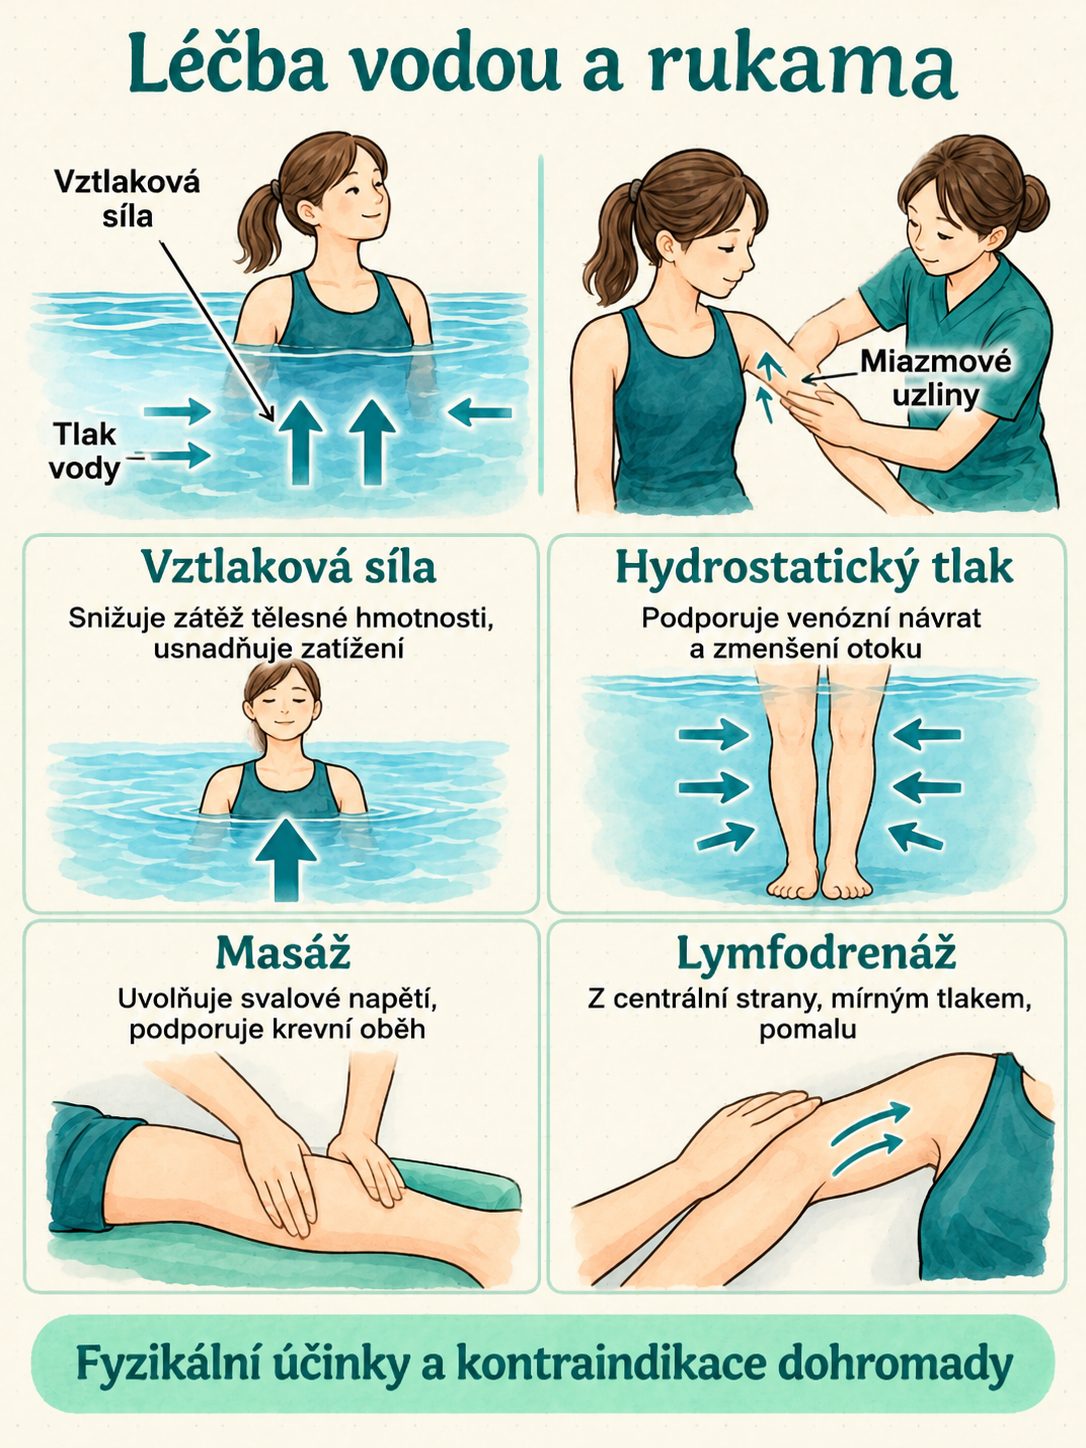 Léčba vodou a rukama
Vztlaková
síla
Tlak
vody
Miazmové
uzliny
Vztlaková síla
Snižuje zátěž tělesné hmotnosti,
usnadňuje zatížení
Hydrostatický tlak
Podporuje venózní návrat
a zmenšení otoku
Masáž
Uvolňuje svalové napětí,
podporuje krevní oběh
Lymfodrenáž
Z centrální strany, mírným tlakem,
pomalu
Fyzikální účinky a kontraindikace dohromady